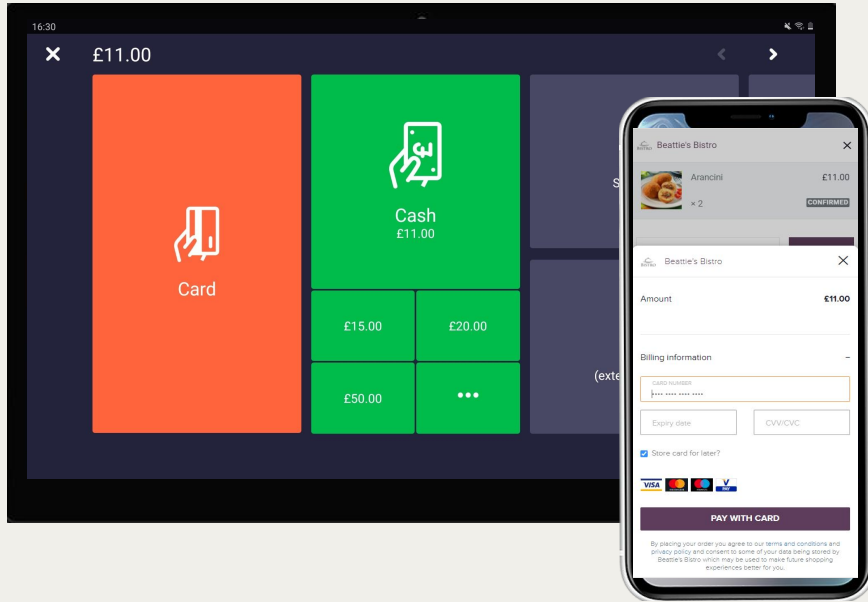 16:30
£11.00
Card
Cash
£11.00
£15.00
£20.00
£50.00
•••
S
(exte
Beattie's Bistro
Arancini
£11.00
× 2
CONFIRMED
Beattie's Bistro
Amount
£11.00
Billing information
–
CARD NUMBER
•••• •••• •••• ••••
Expiry date
CVV/CVC
Store card for later?
VISA
PAY WITH CARD
By placing your order you agree to our terms and conditions and
privacy policy and consent to some of your data being stored by
Beattie's Bistro which may be used to make future shopping
experiences better for you.